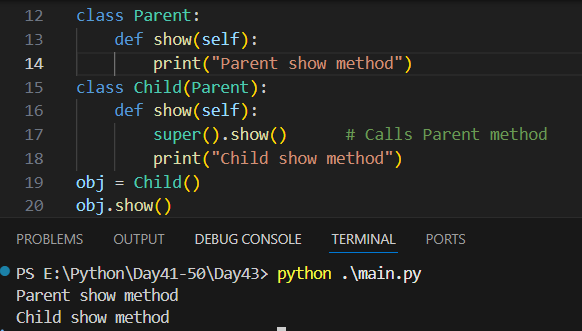 12 class Parent:
13     def show(self):
14         print("Parent show method")
15 class Child(Parent):
16     def show(self):
17         super().show()      # Calls Parent method
18         print("Child show method")
19 obj = Child()
20 obj.show()
PROBLEMS OUTPUT DEBUG CONSOLE TERMINAL PORTS
PS E:\Python\Day41-50\Day43> python .\main.py
Parent show method
Child show method